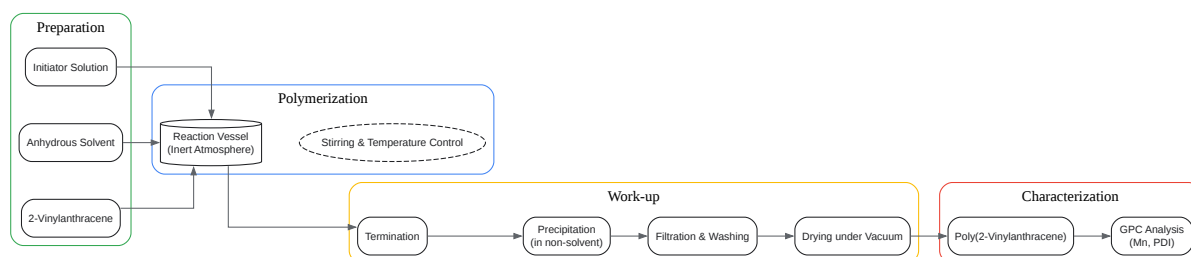 Preparation
Initiator Solution
Anhydrous Solvent
2-Vinylanthracene
Polymerization
Reaction Vessel
(Inert Atmosphere)
Stirring & Temperature Control
Work-up
Termination
Precipitation
(in non-solvent)
Filtration & Washing
Drying under Vacuum
Characterization
Poly(2-Vinylanthracene)
GPC Analysis
(Mn, PDI)